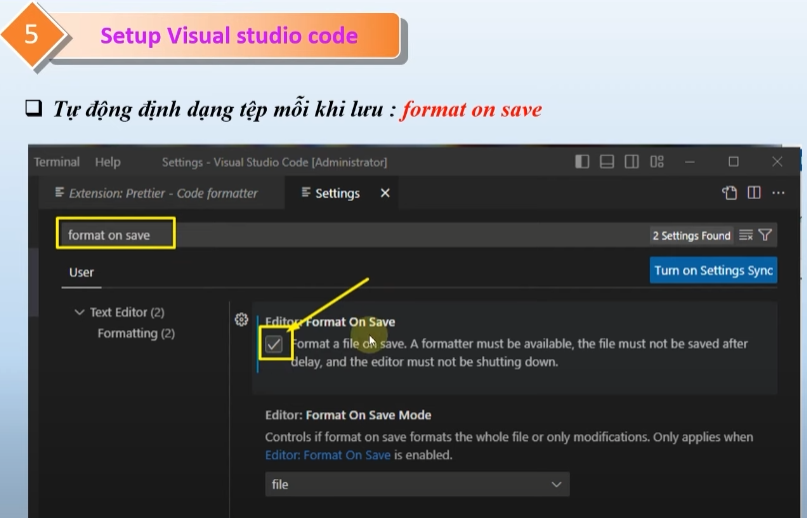 5
Setup Visual studio code
Tự động định dạng tệp mỗi khi lưu : format on save
Terminal Help Settings - Visual Studio Code [Administrator]
Extension: Prettier - Code formatter Settings
format on save 2 Settings Found
User Turn on Settings Sync
Text Editor (2)
Formatting (2)
Editor: Format On Save
Format a file on save. A formatter must be available, the file must not be saved after
delay, and the editor must not be shutting down.
Editor: Format On Save Mode
Controls if format on save formats the whole file or only modifications. Only applies when
Editor: Format On Save is enabled.
file